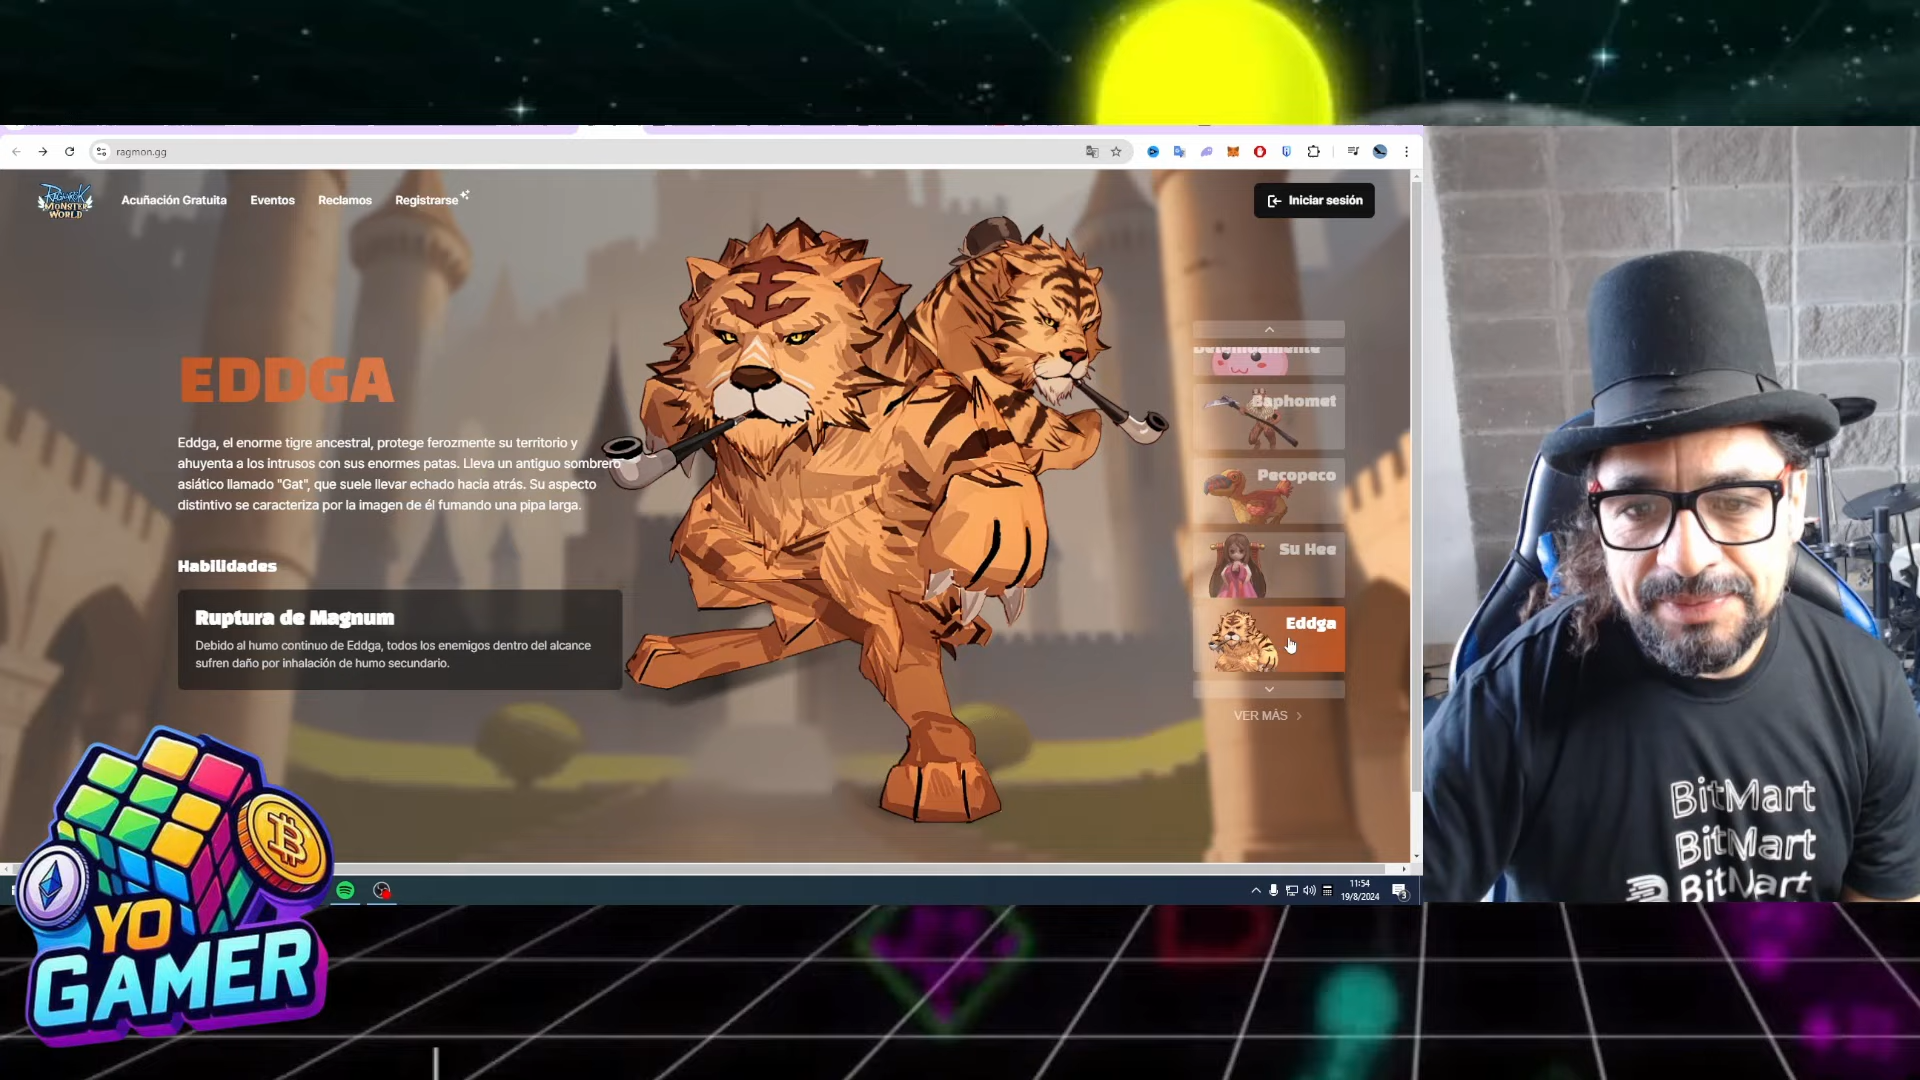 ragmon.gg
RAGNAROK
MONSTER
WORLD
Acuñación Gratuita
Eventos
Reclamos
Registrarse
Iniciar sesión
EDDGA
Eddga, el enorme tigre ancestral, protege ferozmente su territorio y
ahuyenta a los intrusos con sus enormes patas. Lleva un antiguo sombrero
asiático llamado "Gat", que suele llevar echado hacia atrás. Su aspecto
distintivo se caracteriza por la imagen de él fumando una pipa larga.
Habilidades
Ruptura de Magnum
Debido al humo continuo de Eddga, todos los enemigos dentro del alcance
sufren daño por inhalación de humo secundario.
Baphomet
Pecopeco
Su Hee
Eddga
VER MÁS
11:54
19/8/2024
3
YO
GAMER
BitMart
BitMart
BitMart